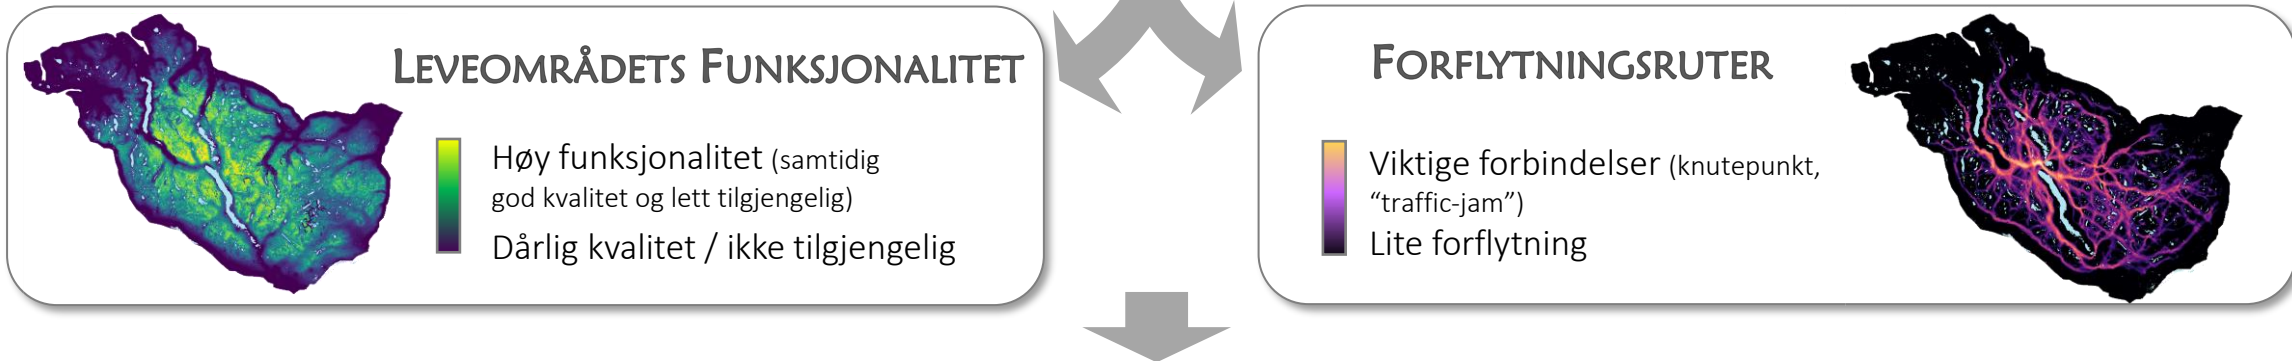 LEVEOMRÅDETS FUNKSJONALITET
Høy funksjonalitet (samtidig
god kvalitet og lett tilgjengelig)
Dårlig kvalitet / ikke tilgjengelig
FORFLYTNINGSRUTER
Viktige forbindelser (knutepunkt,
“traffic-jam”)
Lite forflytning